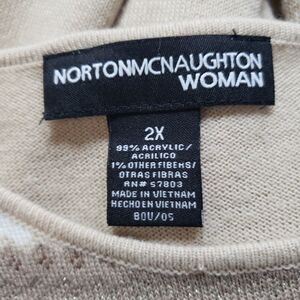 NORTONMCNAUGHTON
WOMAN
2X
99% ACRYLIC/
ACRILICO
1% OTHER FIBERS/
OTRAS FIBRAS
RN# 57803
MADE IN VIETNAM
HECHO EN VIETNAM
BOU/05